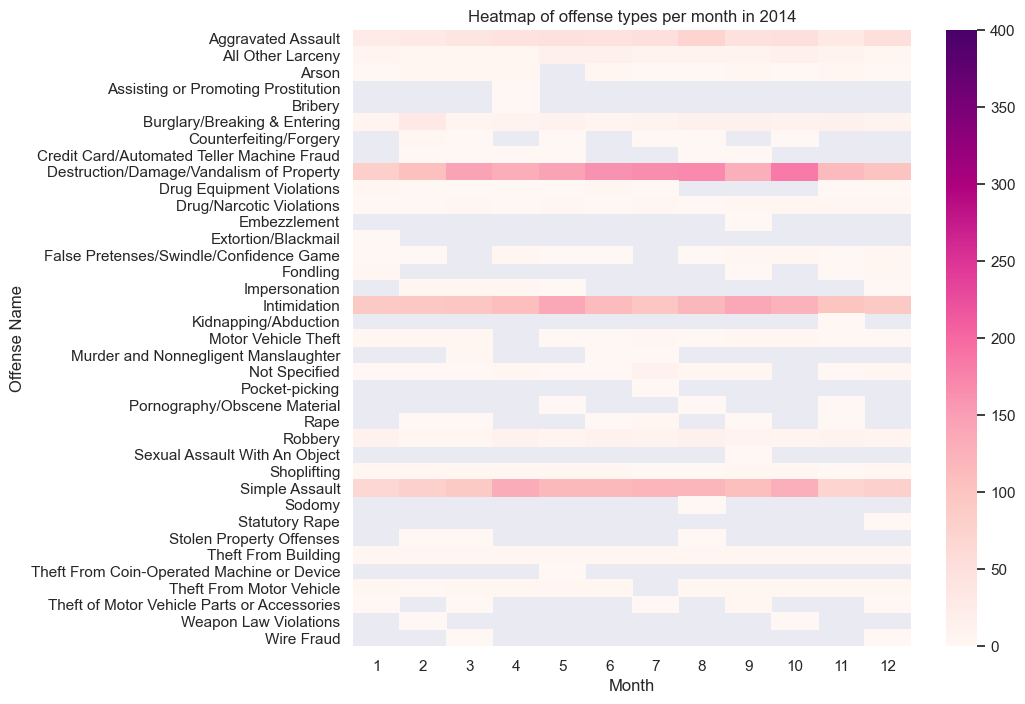 Heatmap of offense types per month in 2014
Aggravated Assault
All Other Larceny
Arson
Assisting or Promoting Prostitution
Bribery
Burglary/Breaking & Entering
Counterfeiting/Forgery
Credit Card/Automated Teller Machine Fraud
Destruction/Damage/Vandalism of Property
Drug Equipment Violations
Drug/Narcotic Violations
Embezzlement
Extortion/Blackmail
False Pretenses/Swindle/Confidence Game
Fondling
Impersonation
Intimidation
Kidnapping/Abduction
Motor Vehicle Theft
Murder and Nonnegligent Manslaughter
Not Specified
Pocket-picking
Pornography/Obscene Material
Rape
Robbery
Sexual Assault With An Object
Shoplifting
Simple Assault
Sodomy
Statutory Rape
Stolen Property Offenses
Theft From Building
Theft From Coin-Operated Machine or Device
Theft From Motor Vehicle
Theft of Motor Vehicle Parts or Accessories
Weapon Law Violations
Wire Fraud
Offense Name
1 2 3 4 5 6 7 8 9 10 11 12
Month
400
350
300
250
200
150
100
50
0